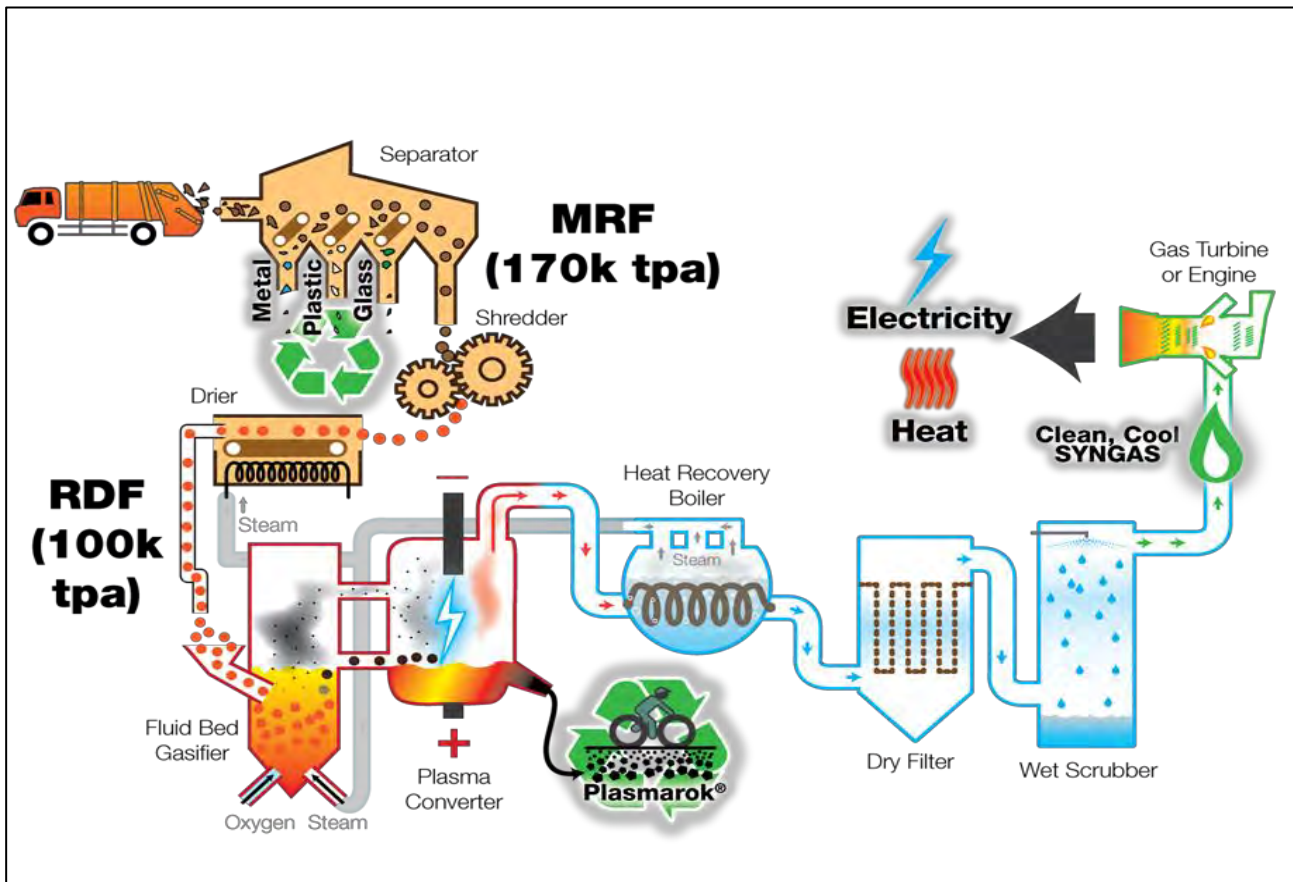 Separator
MRF
(170k tpa)
Metal
Plastic
Glass
Shredder
Drier
RDF
(100k
tpa)
Steam
Fluid Bed
Gasifier
Oxygen
Steam
Plasma
Converter
Plasmarok®
Heat Recovery
Boiler
Steam
Dry Filter
Wet Scrubber
Clean, Cool
SYNGAS
Gas Turbine
or Engine
Electricity
Heat